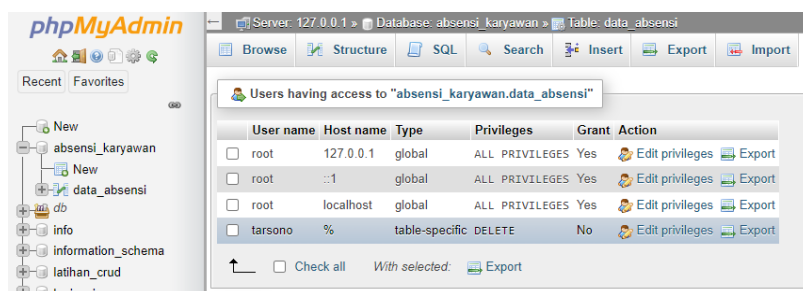 phpMyAdmin
Recent Favorites
New
absensi_karyawan
New
data_absensi
db
info
information_schema
latihan_crud
Server: 127.0.0.1 » Database: absensi_karyawan » Table: data_absensi
Browse Structure SQL Search Insert Export Import
Users having access to "absensi_karyawan.data_absensi"
User name Host name Type Privileges Grant Action
root 127.0.0.1 global ALL PRIVILEGES Yes Edit privileges Export
root ::1 global ALL PRIVILEGES Yes Edit privileges Export
root localhost global ALL PRIVILEGES Yes Edit privileges Export
tarsono % table-specific DELETE No Edit privileges Export
Check all With selected: Export